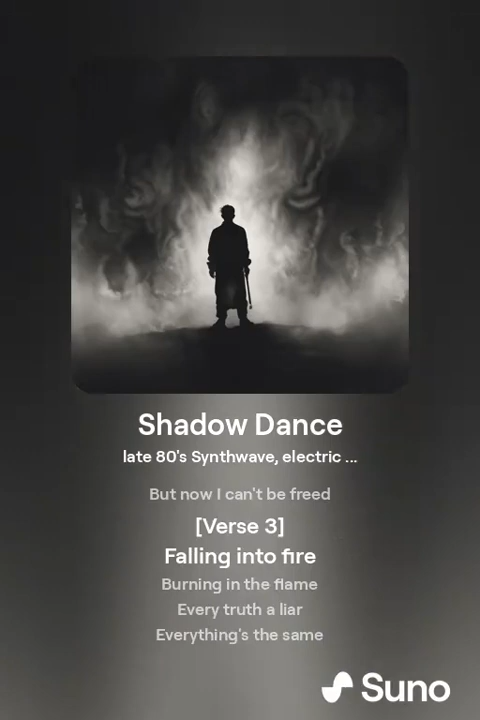 Shadow Dance
late 80's Synthwave, electric ...
But now I can't be freed
[Verse 3]
Falling into fire
Burning in the flame
Every truth a liar
Everything's the same
Suno